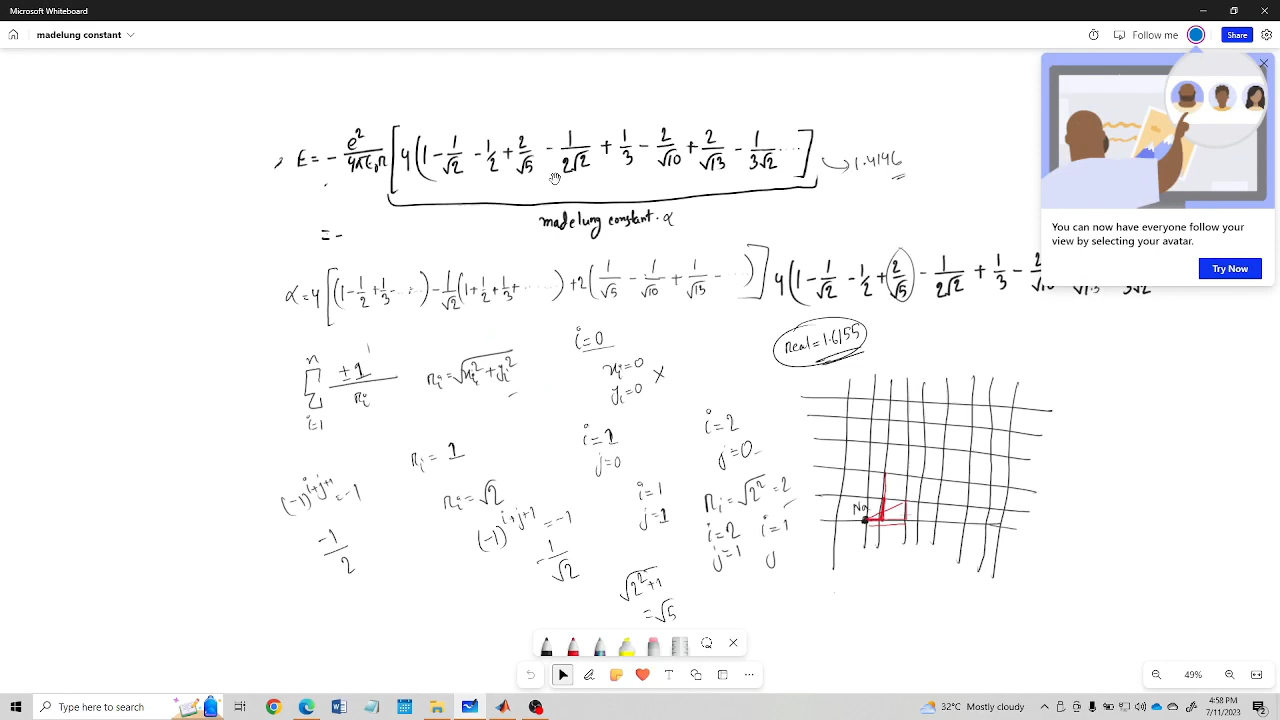 Microsoft Whiteboard
madelung constant
Follow me
Share
E = - e²/4πε₀r [4(1 - 1/√2 - 1/2 + 2/√5 - 1/2√2 + 1/3 - 2/√10 + 2/√13 - 1/3√2 ...]
1.4146
madelung constant. α
= -
α = 4[(1 - 1/2 + 1/3 - ...) - 1/√2(1 + 1/2 + 1/3 + ......) + 2(1/√5 - 1/√10 + 1/√13 - ...)] 4(1 - 1/√2 - 1/2 + 2/√5 - 1/2√2 + 1/3 -
You can now have everyone follow your
view by selecting your avatar.
Try Now
Real = 1.6155
n
Σ ±1/rᵢ
i=1
rᵢ = √xᵢ² + yᵢ²
i=0
xᵢ=0
yᵢ=0
X
rᵢ = 1
i=1
j=0
i=2
j=0
(-1)^i+j+1 = -1
-1/2
rᵢ = √2
(-1)^i+j+1 = -1
-1/√2
i=1
j=1
rᵢ = √2² = 2
i=2
j=1
i=1
j
√2²+1
= √5
Na
49%
Type here to search
32°C Mostly cloudy
4:58 PM
7/11/2023